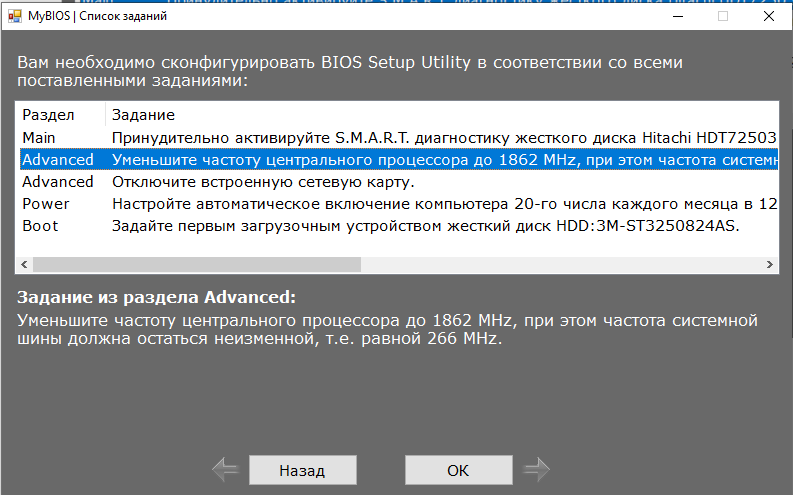 MyBIOS | Список заданий
Вам необходимо сконфигурировать BIOS Setup Utility в соответствии со всеми
поставленными заданиями:
Раздел Задание
Main Принудительно активируйте S.M.A.R.T. диагностику жесткого диска Hitachi HDT72503
Advanced Уменьшите частоту центрального процессора до 1862 MHz, при этом частота систем
Advanced Отключите встроенную сетевую карту.
Power Настройте автоматическое включение компьютера 20-го числа каждого месяца в 12
Boot Задайте первым загрузочным устройством жесткий диск HDD:3M-ST3250824AS.
Задание из раздела Advanced:
Уменьшите частоту центрального процессора до 1862 MHz, при этом частота системной
шины должна остаться неизменной, т.е. равной 266 MHz.
Назад OK